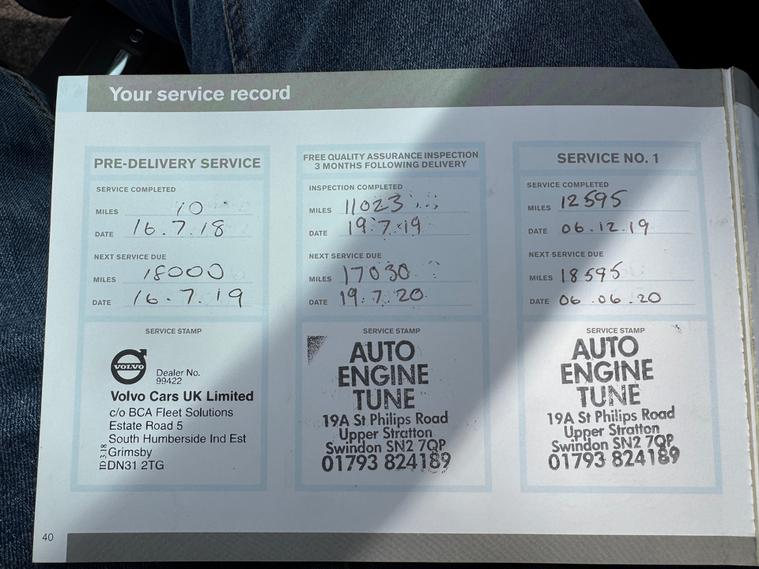 Your service record
PRE-DELIVERY SERVICE
SERVICE COMPLETED
MILES 10
DATE 16.7.18
NEXT SERVICE DUE
MILES 18000
DATE 16.7.19
SERVICE STAMP
VOLVO
Dealer No.
99422
Volvo Cars UK Limited
c/o BCA Fleet Solutions
Estate Road 5
South Humberside Ind Est
Grimsby
DN31 2TG
FREE QUALITY ASSURANCE INSPECTION
3 MONTHS FOLLOWING DELIVERY
INSPECTION COMPLETED
MILES 11023
DATE 19.7.19
NEXT SERVICE DUE
MILES 17030
DATE 19.7.20
SERVICE STAMP
AUTO
ENGINE
TUNE
19A St Philips Road
Upper Stratton
Swindon SN2 7QP
01793 824189
SERVICE NO. 1
SERVICE COMPLETED
MILES 12595
DATE 06.12.19
NEXT SERVICE DUE
MILES 18595
DATE 06.06.20
SERVICE STAMP
AUTO
ENGINE
TUNE
19A St Philips Road
Upper Stratton
Swindon SN2 7QP
01793 824189
40